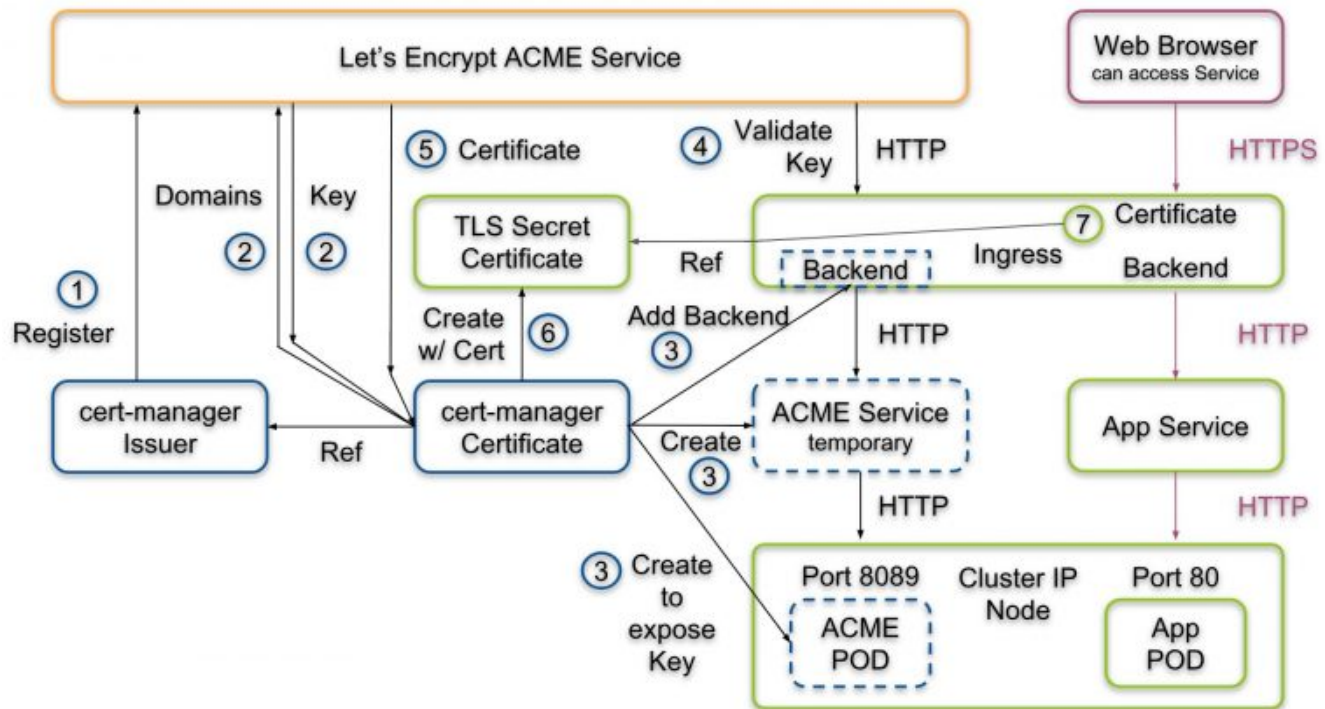 Let's Encrypt ACME Service
Web Browser
can access Service
5 Certificate
4 Validate
Key
HTTP
HTTPS
Domains
2
Key
2
TLS Secret
Certificate
Ref
7 Certificate
Ingress
Backend
Backend
1
Register
Create
w/ Cert
6
Add Backend
3
HTTP
HTTP
cert-manager
Issuer
Ref
cert-manager
Certificate
Create
3
ACME Service
temporary
App Service
HTTP
HTTP
3 Create
to
expose
Key
Port 8089
Cluster IP
Node
Port 80
ACME
POD
App
POD